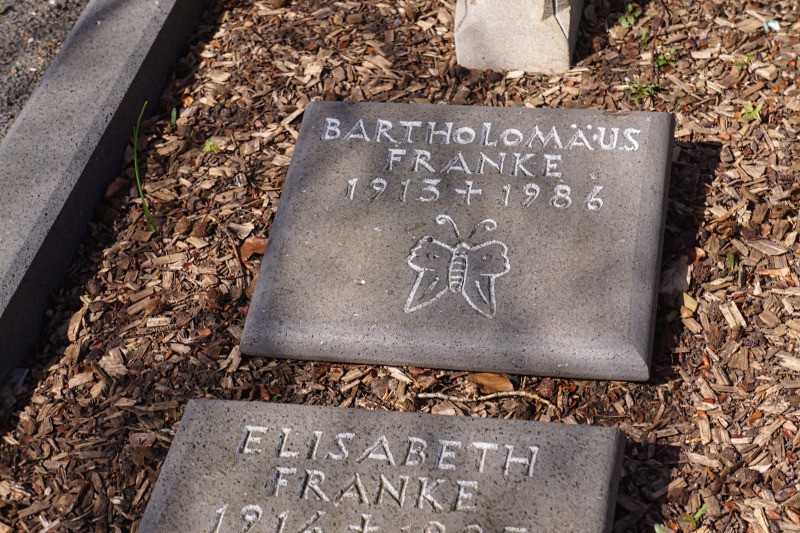 BARTHOLOMÄUS
FRANKE
1913 + 1986
ELISABETH
FRANKE